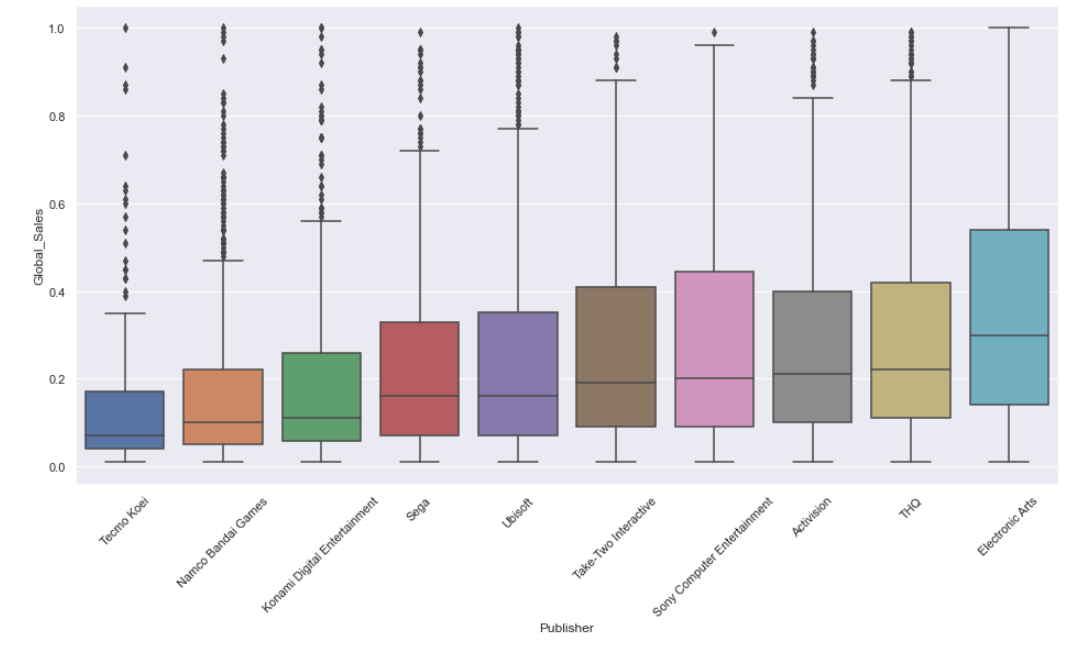 1.0
0.8
0.6
0.4
0.2
0.0
Global_Sales
Tecmo Koei
Namco Bandai Games
Konami Digital Entertainment
Sega
Ubisoft
Take-Two Interactive
Sony Computer Entertainment
Activision
THQ
Electronic Arts
Publisher